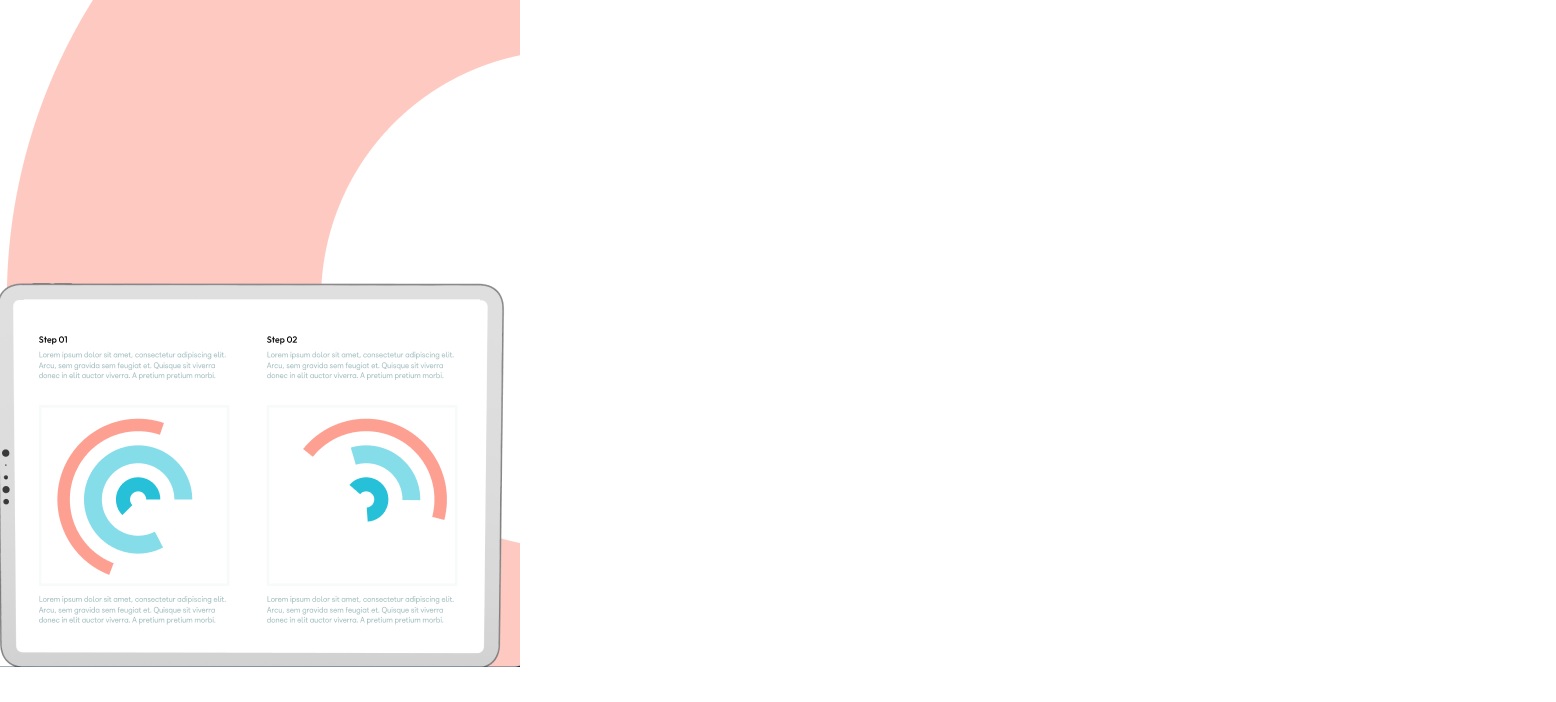 Step 01
Lorem ipsum dolor sit amet, consectetur adipiscing elit.
Arcu, sem gravida sem feugiat et. Quisque sit viverra
donec in elit auctor viverra. A pretium pretium morbi.
Lorem ipsum dolor sit amet, consectetur adipiscing elit.
Arcu, sem gravida sem feugiat et. Quisque sit viverra
donec in elit auctor viverra. A pretium pretium morbi.
Step 02
Lorem ipsum dolor sit amet, consectetur adipiscing elit.
Arcu, sem gravida sem feugiat et. Quisque sit viverra
donec in elit auctor viverra. A pretium pretium morbi.
Lorem ipsum dolor sit amet, consectetur adipiscing elit.
Arcu, sem gravida sem feugiat et. Quisque sit viverra
donec in elit auctor viverra. A pretium pretium morbi.